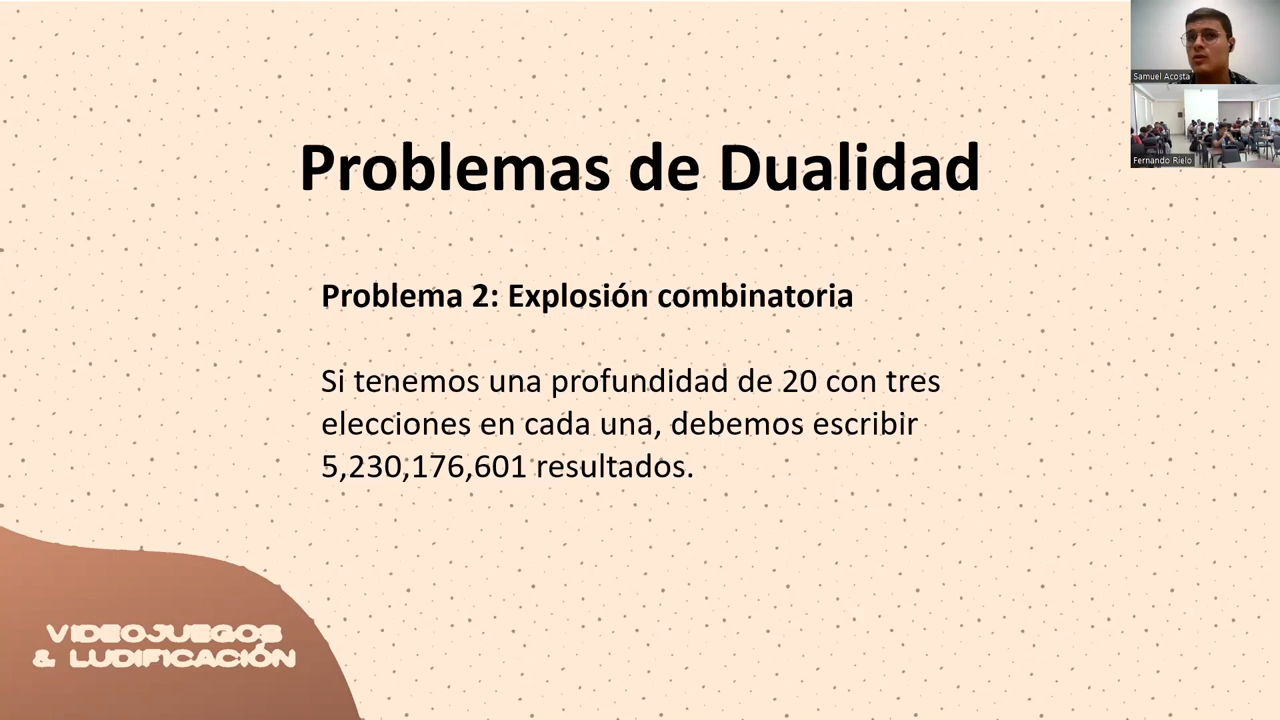 Samuel Acosta
Fernando Rielo
Problemas de Dualidad
Problema 2: Explosión combinatoria
Si tenemos una profundidad de 20 con tres
elecciones en cada una, debemos escribir
5,230,176,601 resultados.
VIDEOJUEGOS
& LUDIFICACIÓN